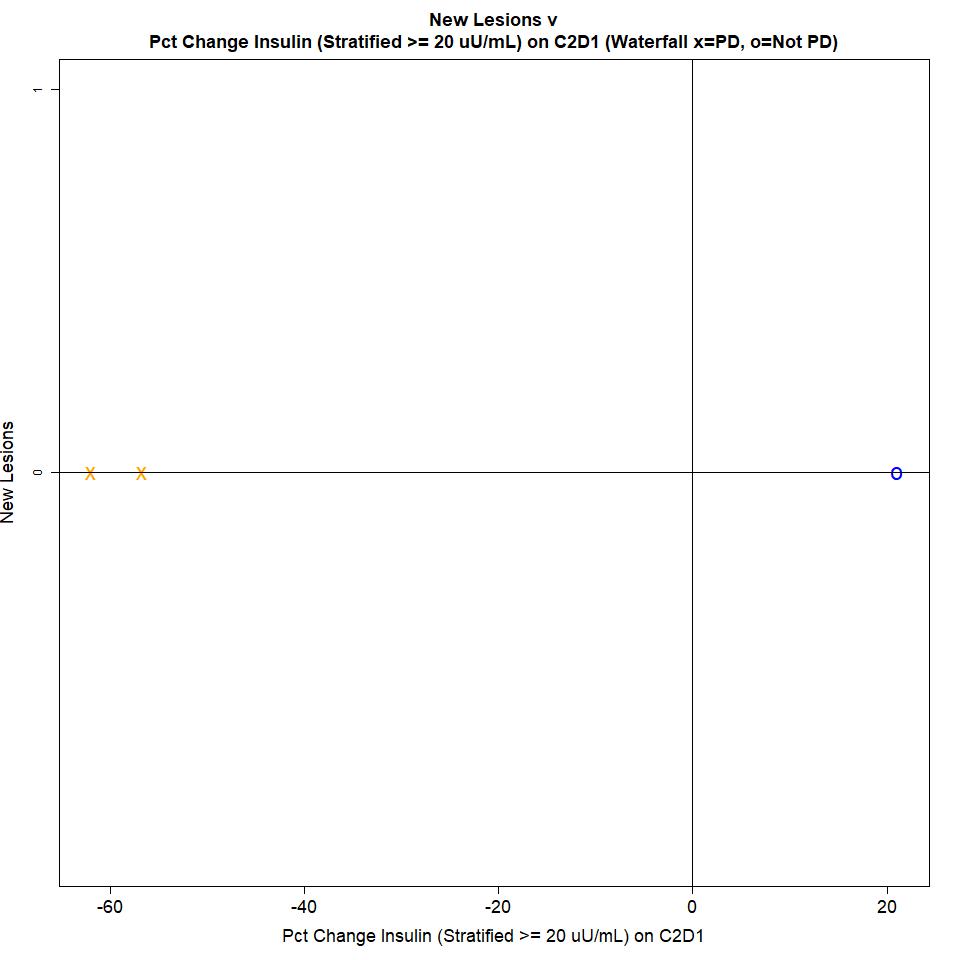 New Lesions v
Pct Change Insulin (Stratified >= 20 uU/mL) on C2D1 (Waterfall x=PD, o=Not PD)
1
0
New Lesions
x x o
-60 -40 -20 0 20
Pct Change Insulin (Stratified >= 20 uU/mL) on C2D1